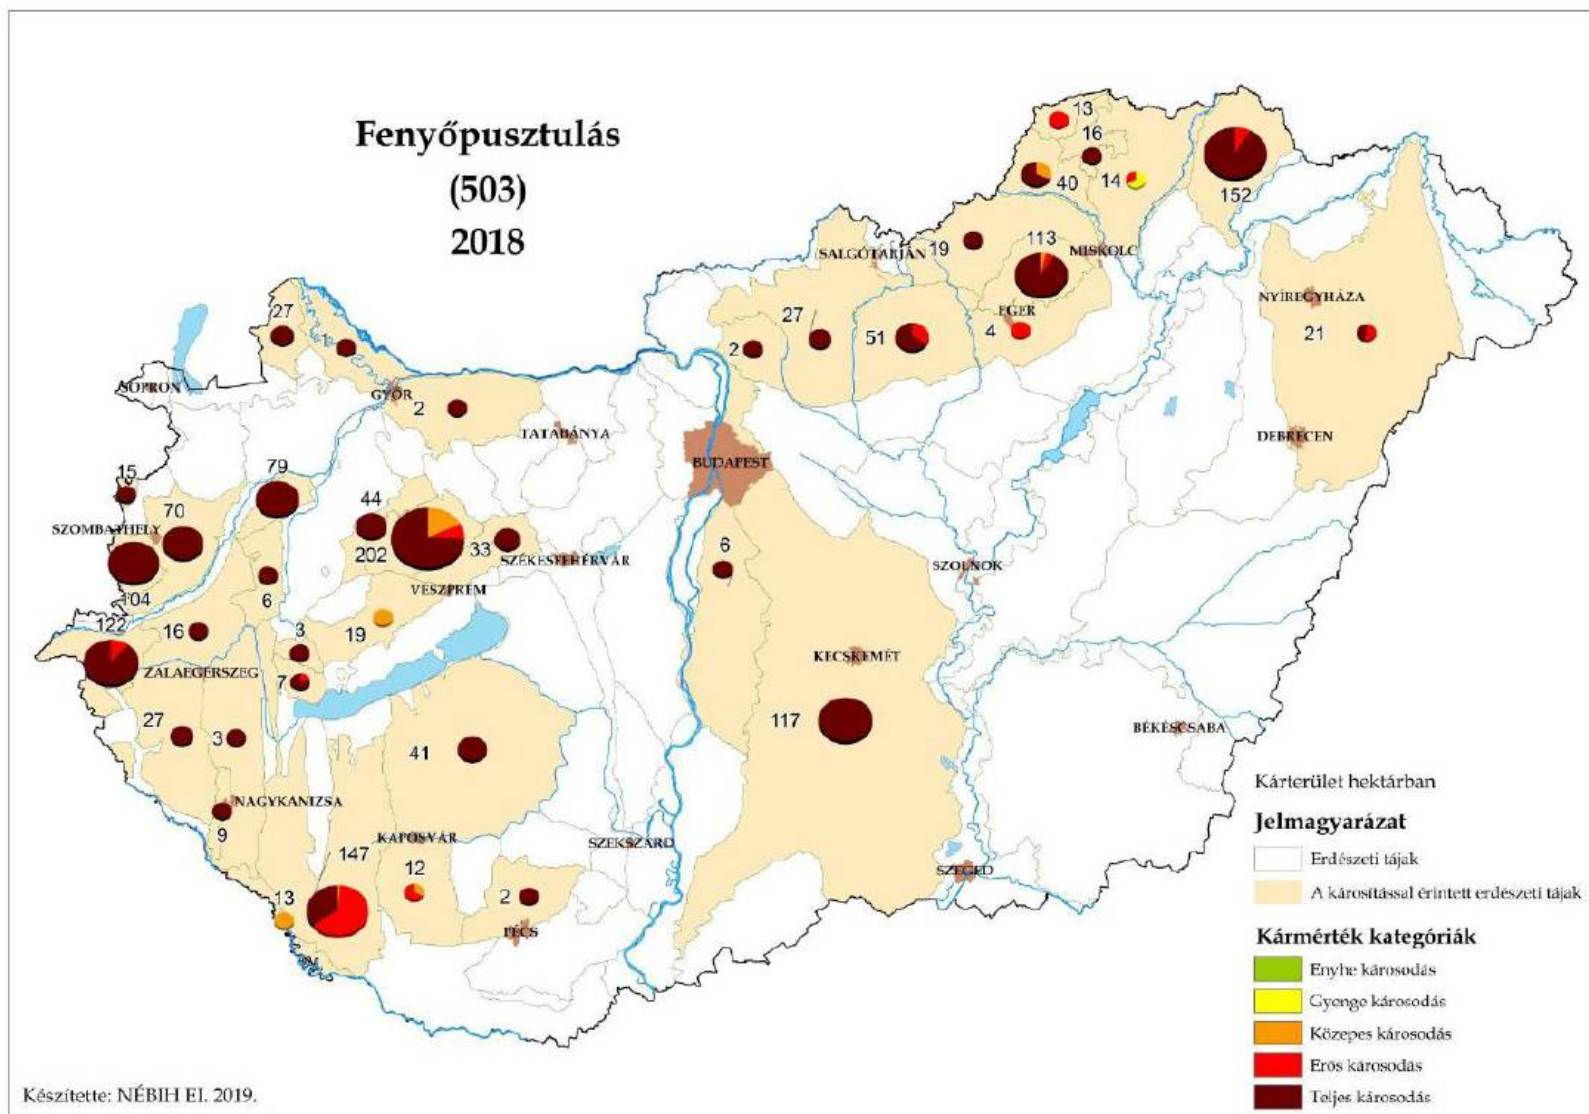 Fenyőpusztulás
(503)
2018
13
16
40
14
152
SALGÓTARJÁN
19
113
MISKOLC
NYÍREGYHÁZA
27
1
27
2
51
EGER
4
21
SOPRON
GYŐR
2
TATABÁNYA
BUDAPEST
DEBRECEN
15
79
70
44
SZOMBATHELY
202
33
SZÉKESFEHÉRVÁR
6
SZOLNOK
104
6
VESZPRÉM
122
16
3
19
ZALAEGERSZEG
7
KECSKEMÉT
27
3
41
117
BÉKÉSCSABA
NAGYKANIZSA
9
KAPOSVÁR
SZEKSZÁRD
147
12
13
2
PÉCS
SZEGED
Kárterület hektárban
Jelmagyarázat
Erdészeti tájak
A károsítással érintett erdészeti tájak
Kármérték kategóriák
Enyhe károsodás
Gyenge károsodás
Közepes károsodás
Erős károsodás
Teljes károsodás
Készítette: NÉBIH EI. 2019.